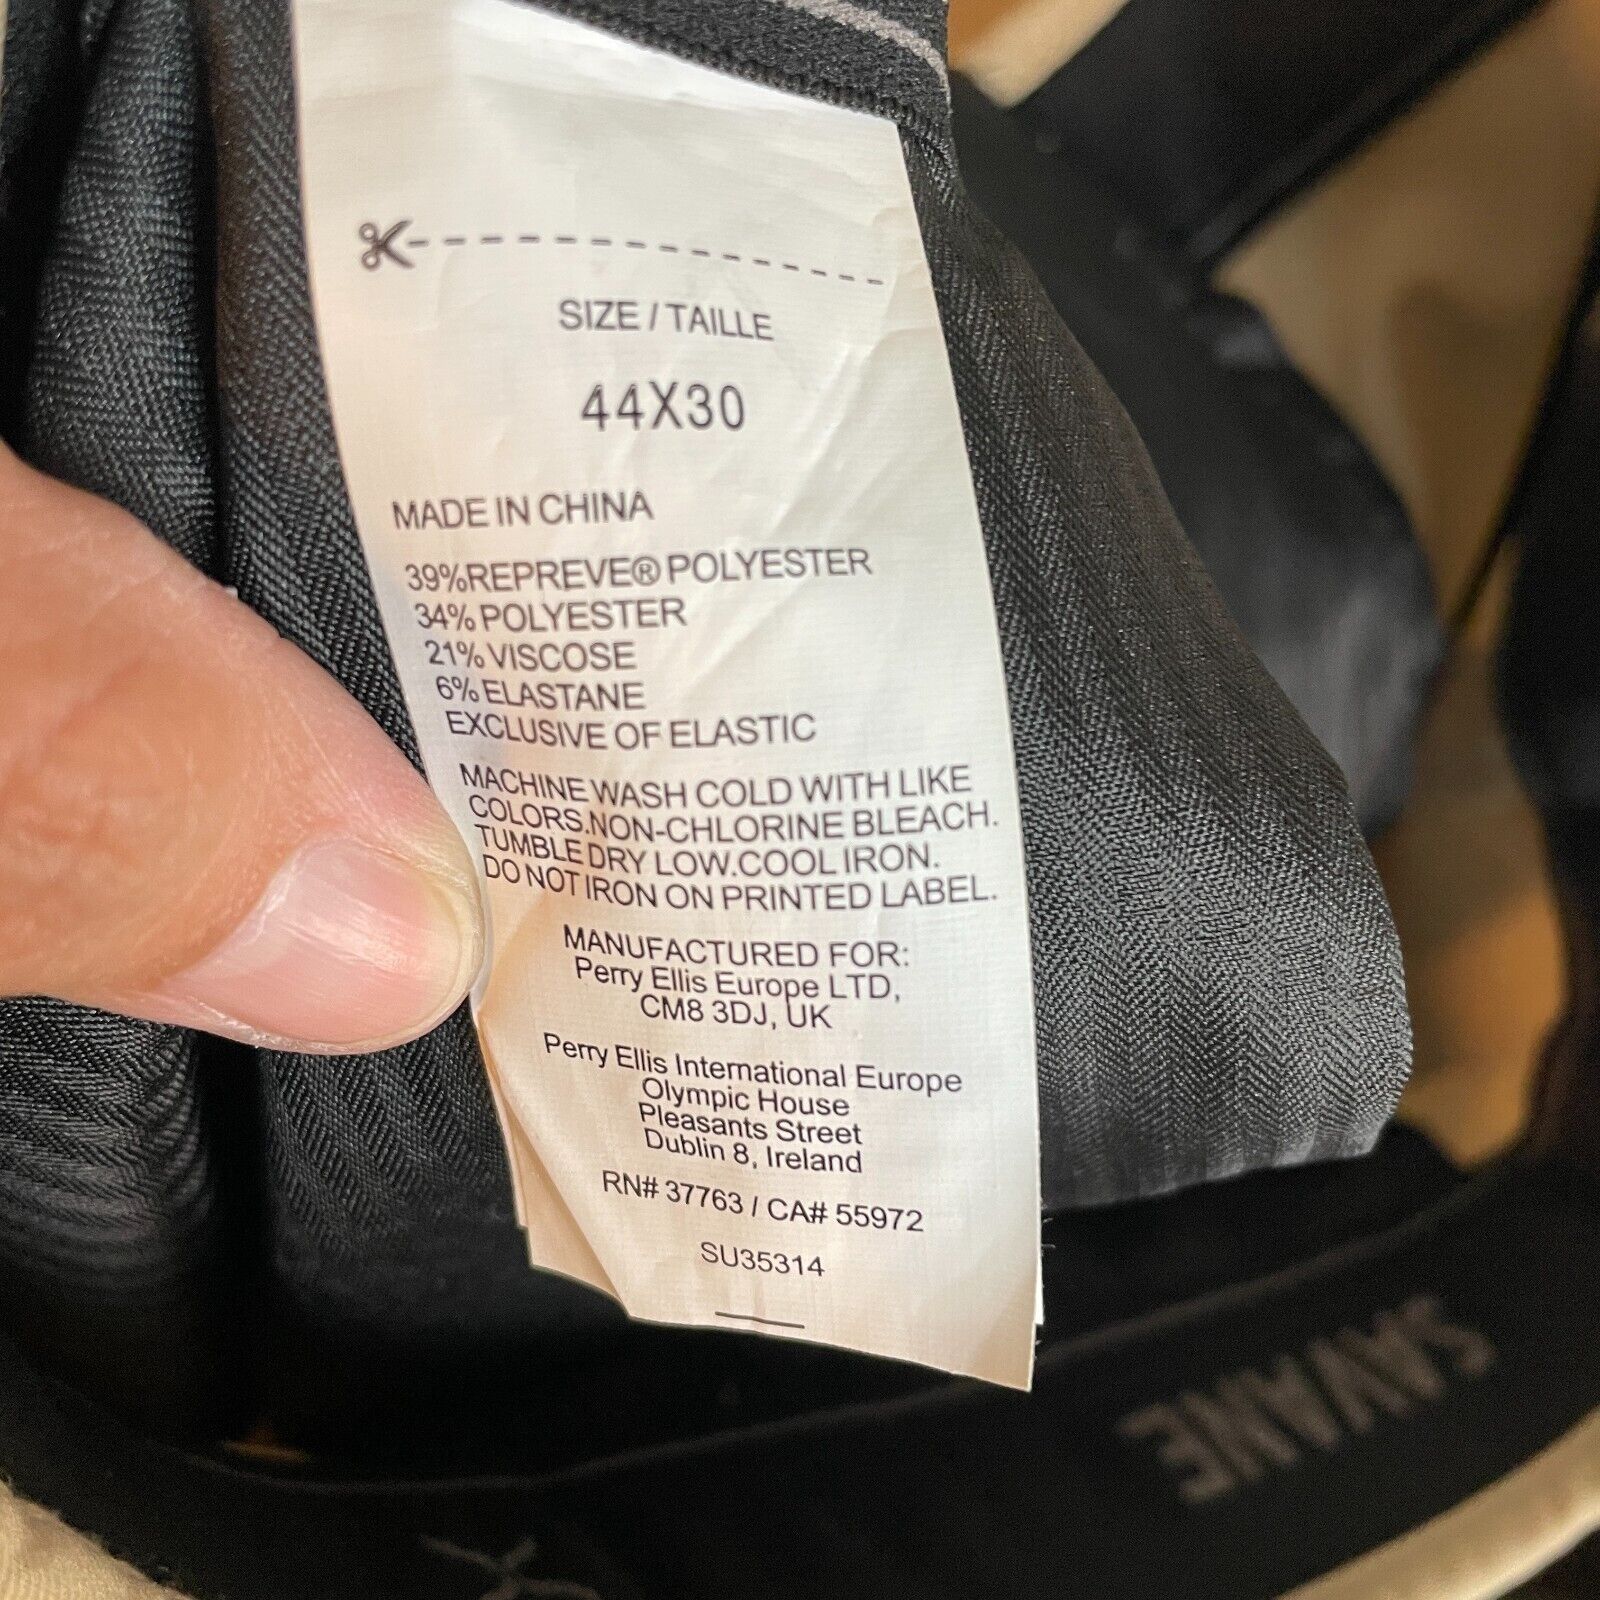 SIZE / TAILLE
44X30
MADE IN CHINA
39%REPREVE® POLYESTER
34% POLYESTER
21% VISCOSE
6% ELASTANE
EXCLUSIVE OF ELASTIC
MACHINE WASH COLD WITH LIKE
COLORS.NON-CHLORINE BLEACH.
TUMBLE DRY LOW.COOL IRON.
DO NOT IRON ON PRINTED LABEL.
MANUFACTURED FOR:
Perry Ellis Europe LTD,
CM8 3DJ, UK
Perry Ellis International Europe
Olympic House
Pleasants Street
Dublin 8, Ireland
RN# 37763 / CA# 55972
SU35314
SAVANE